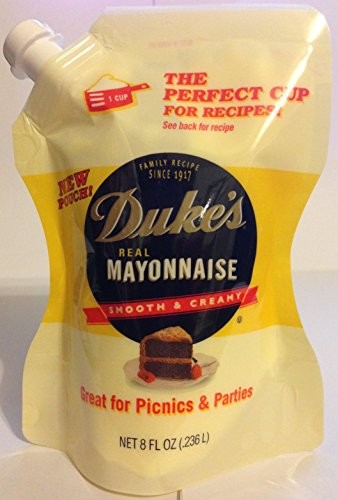 1 CUP
THE
PERFECT CUP
FOR RECIPES!
See back for recipe
NEW
POUCH!
FAMILY RECIPE
SINCE 1917
Duke's
REAL
MAYONNAISE
SMOOTH & CREAMY
®
Great for Picnics & Parties
NET 8 FL OZ (.236 L)